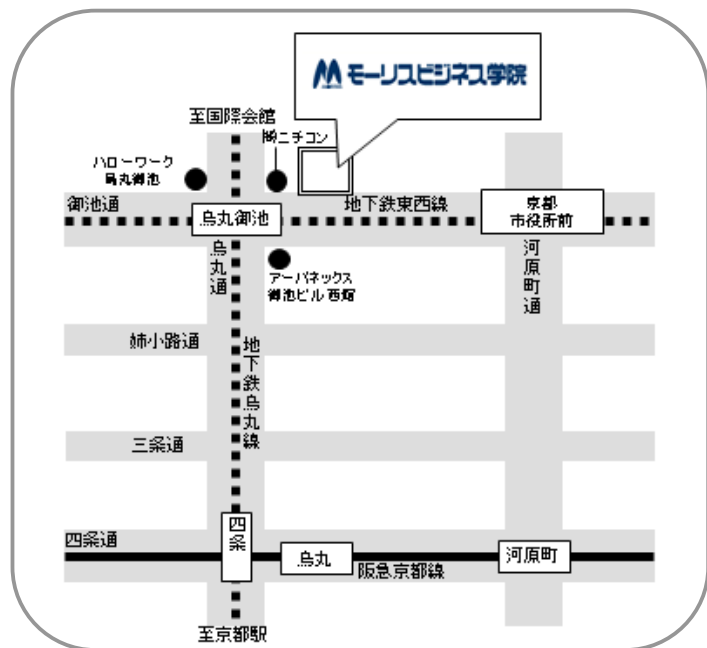 モーリスビジネス学院
至国際会館
㈱ニチコン
ハローワーク
烏丸御池
御池通
烏丸御池
地下鉄東西線
京都
市役所前
烏丸通
アーバネックス
御池ビル 西館
河原町通
姉小路通
地下鉄烏丸線
三条通
四条通
四条
烏丸
阪急京都線
河原町
至京都駅